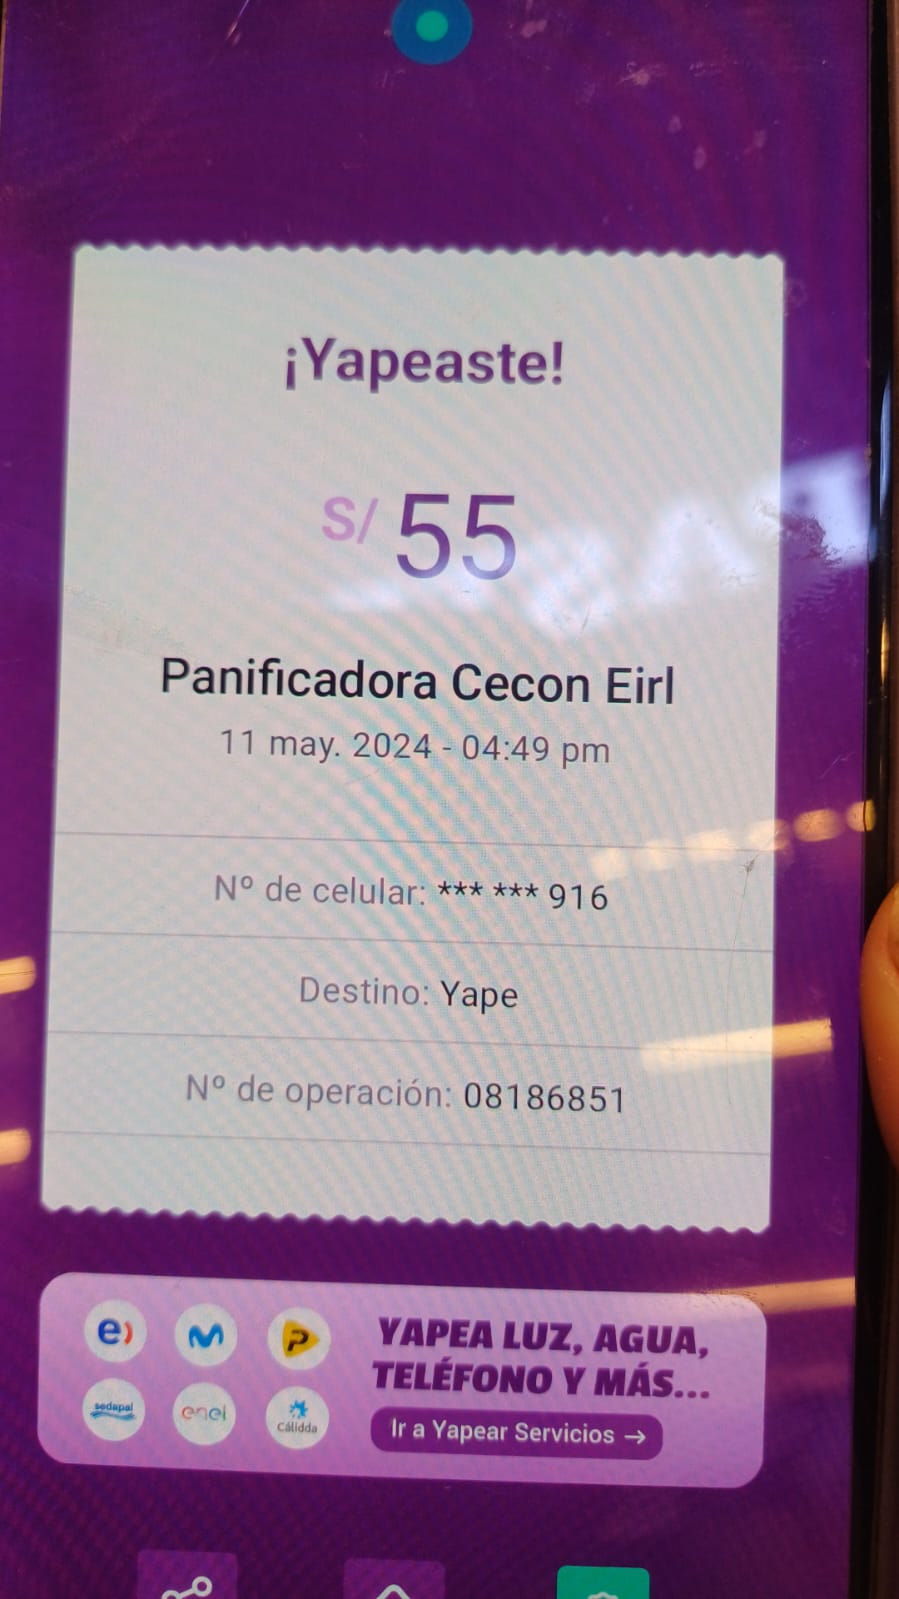 ¡Yapeaste!
S/ 55
Panificadora Cecon Eirl
11 may. 2024 - 04:49 pm
Nº de celular: *** *** 916
Destino: Yape
Nº de operación: 08186851
e)
sedapal
enel
Cálidda
YAPEA LUZ, AGUA,
TELÉFONO Y MÁS...
Ir a Yapear Servicios →